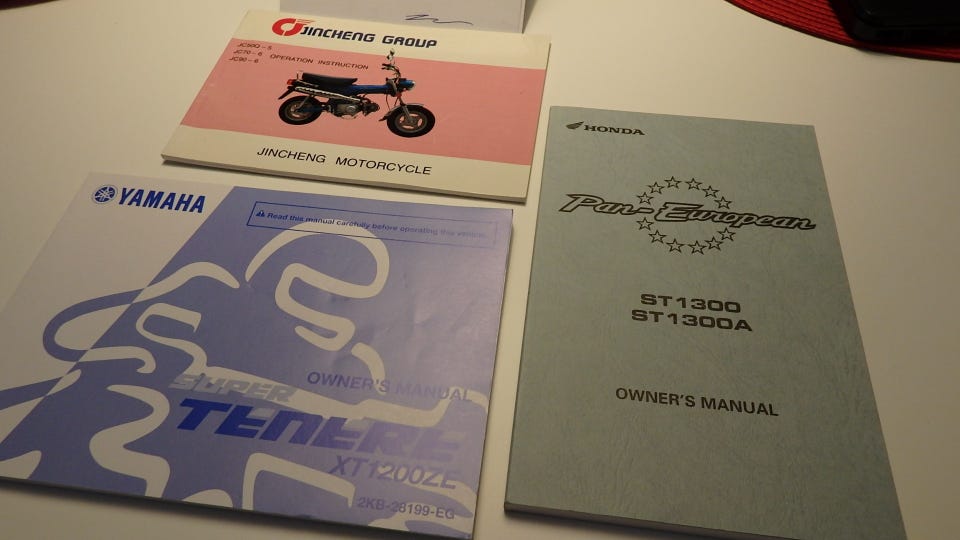 JINCHENG GROUP
JC50Q-5
JC70-6 OPERATION INSTRUCTION
JC90-6
JINCHENG MOTORCYCLE
YAMAHA
Read this manual carefully before operating this vehicle.
OWNER'S MANUAL
SUPER
TENERE
XT1200ZE
2KB-28199-EG
HONDA
Pan-European
ST1300
ST1300A
OWNER'S MANUAL